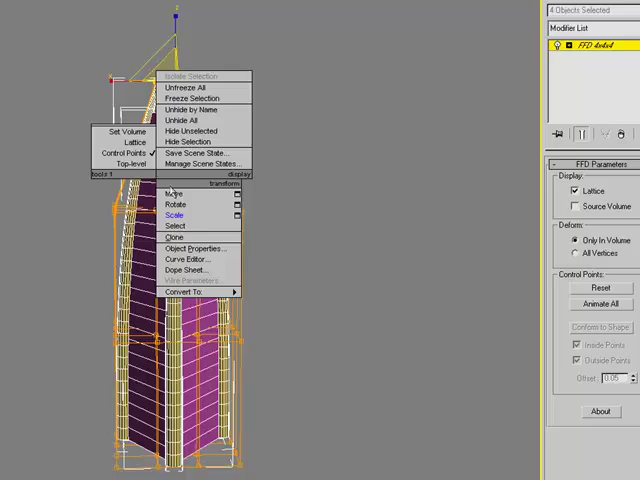 z
x
4 Objects Selected
Modifier List
FFD 4x4x4
Isolate Selection
Unfreeze All
Freeze Selection
Unhide by Name
Unhide All
Hide Unselected
Hide Selection
Save Scene State...
Manage Scene States...
display
Set Volume
Lattice
Control Points
Top-level
tools 1
transform
Move
Rotate
Scale
Select
Clone
Object Properties...
Curve Editor...
Dope Sheet...
Wire Parameters
Convert To:
- FFD Parameters
Display:
Lattice
Source Volume
Deform:
Only In Volume
All Vertices
Control Points:
Reset
Animate All
Conform to Shape
Inside Points
Outside Points
Offset : 0.05
About